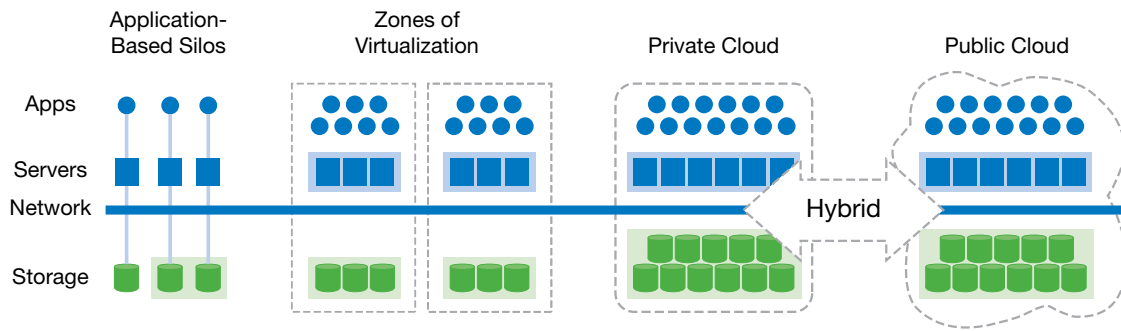 Application-
Based Silos
Zones of
Virtualization
Private Cloud
Public Cloud
Apps
Servers
Network
Hybrid
Storage